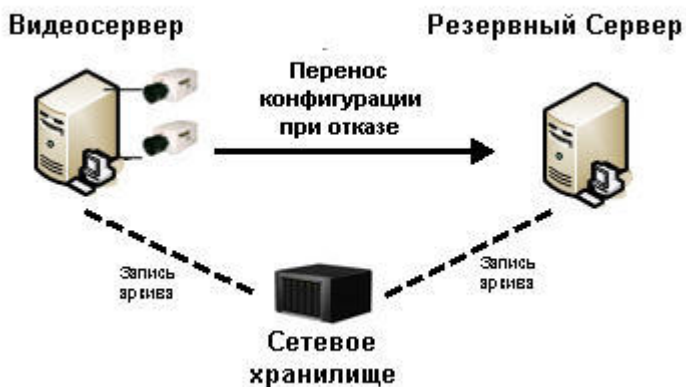 Видеосервер
Резервный Сервер
Перенос
конфигурации
при отказе
Запись
архива
Запись
архива
Сетевое
хранилище